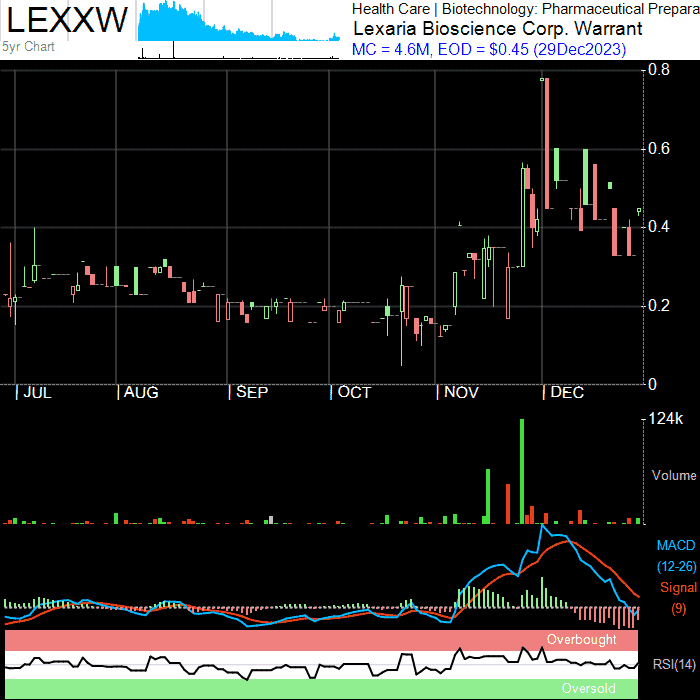 LEXXW
5yr Chart
Health Care | Biotechnology: Pharmaceutical Prepara
Lexaria Bioscience Corp. Warrant
MC = 4.6M, EOD = $0.45 (29Dec2023)
0.8
0.6
0.4
0.2
0
| JUL | AUG | SEP | OCT | NOV | DEC
124k
Volume
MACD
(12-26)
Signal
(9)
Overbought
RSI(14)
Oversold